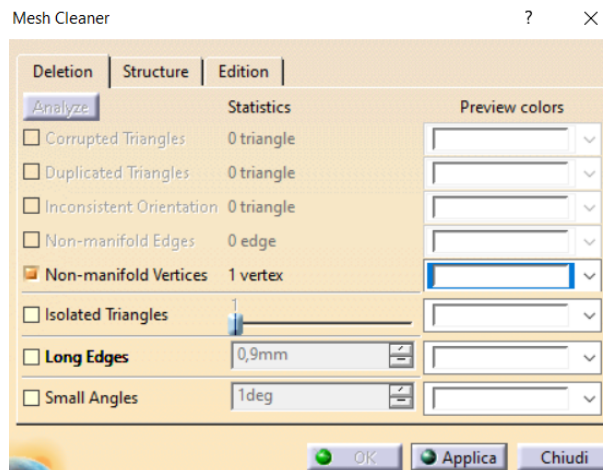 Mesh Cleaner ? ×
Deletion Structure Edition
Analyze Statistics Preview colors
Corrupted Triangles 0 triangle
Duplicated Triangles 0 triangle
Inconsistent Orientation 0 triangle
Non-manifold Edges 0 edge
Non-manifold Vertices 1 vertex
1
Isolated Triangles
Long Edges 0,9mm
Small Angles 1deg
OK Applica Chiudi